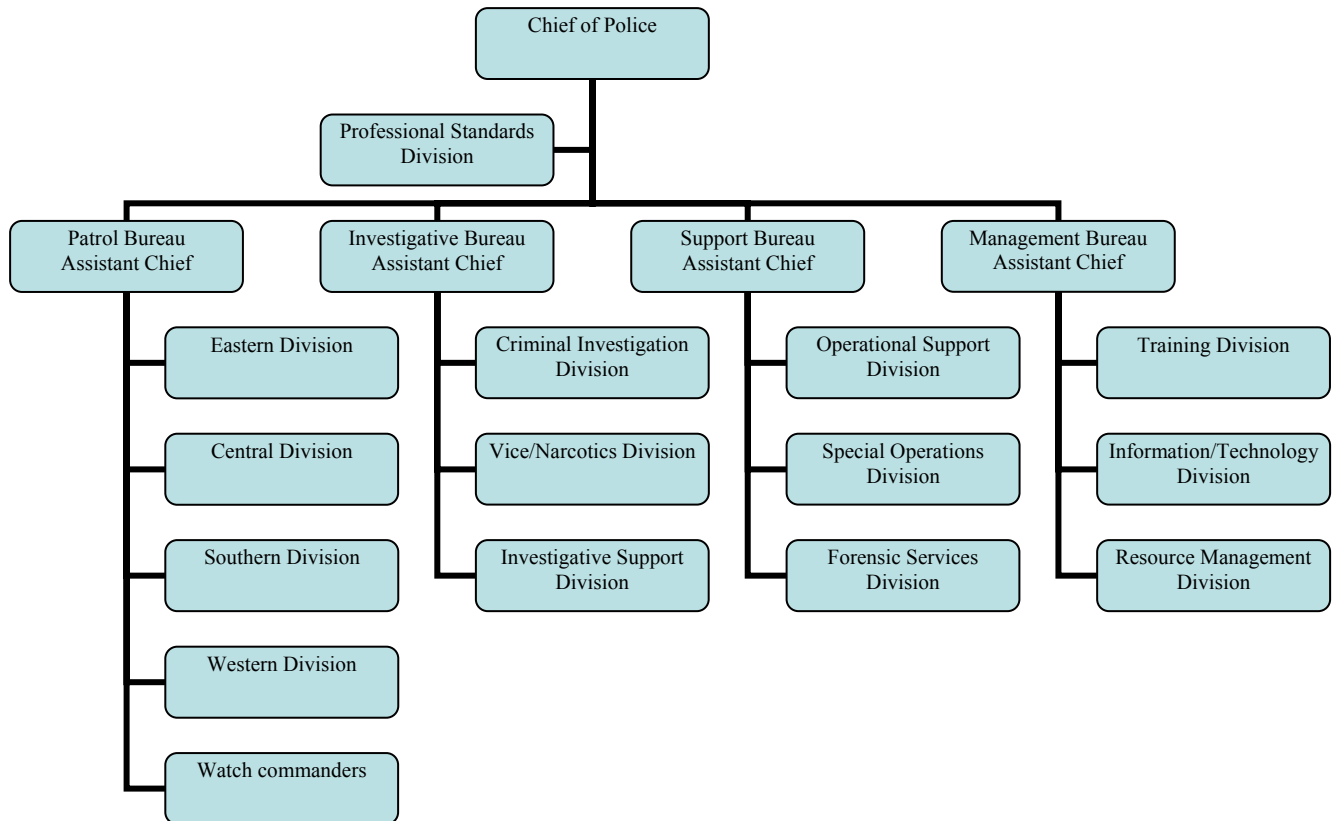 Chief of Police
Professional Standards
Division
Patrol Bureau
Assistant Chief
Investigative Bureau
Assistant Chief
Support Bureau
Assistant Chief
Management Bureau
Assistant Chief
Eastern Division
Central Division
Southern Division
Western Division
Watch commanders
Criminal Investigation
Division
Vice/Narcotics Division
Investigative Support
Division
Operational Support
Division
Special Operations
Division
Forensic Services
Division
Training Division
Information/Technology
Division
Resource Management
Division